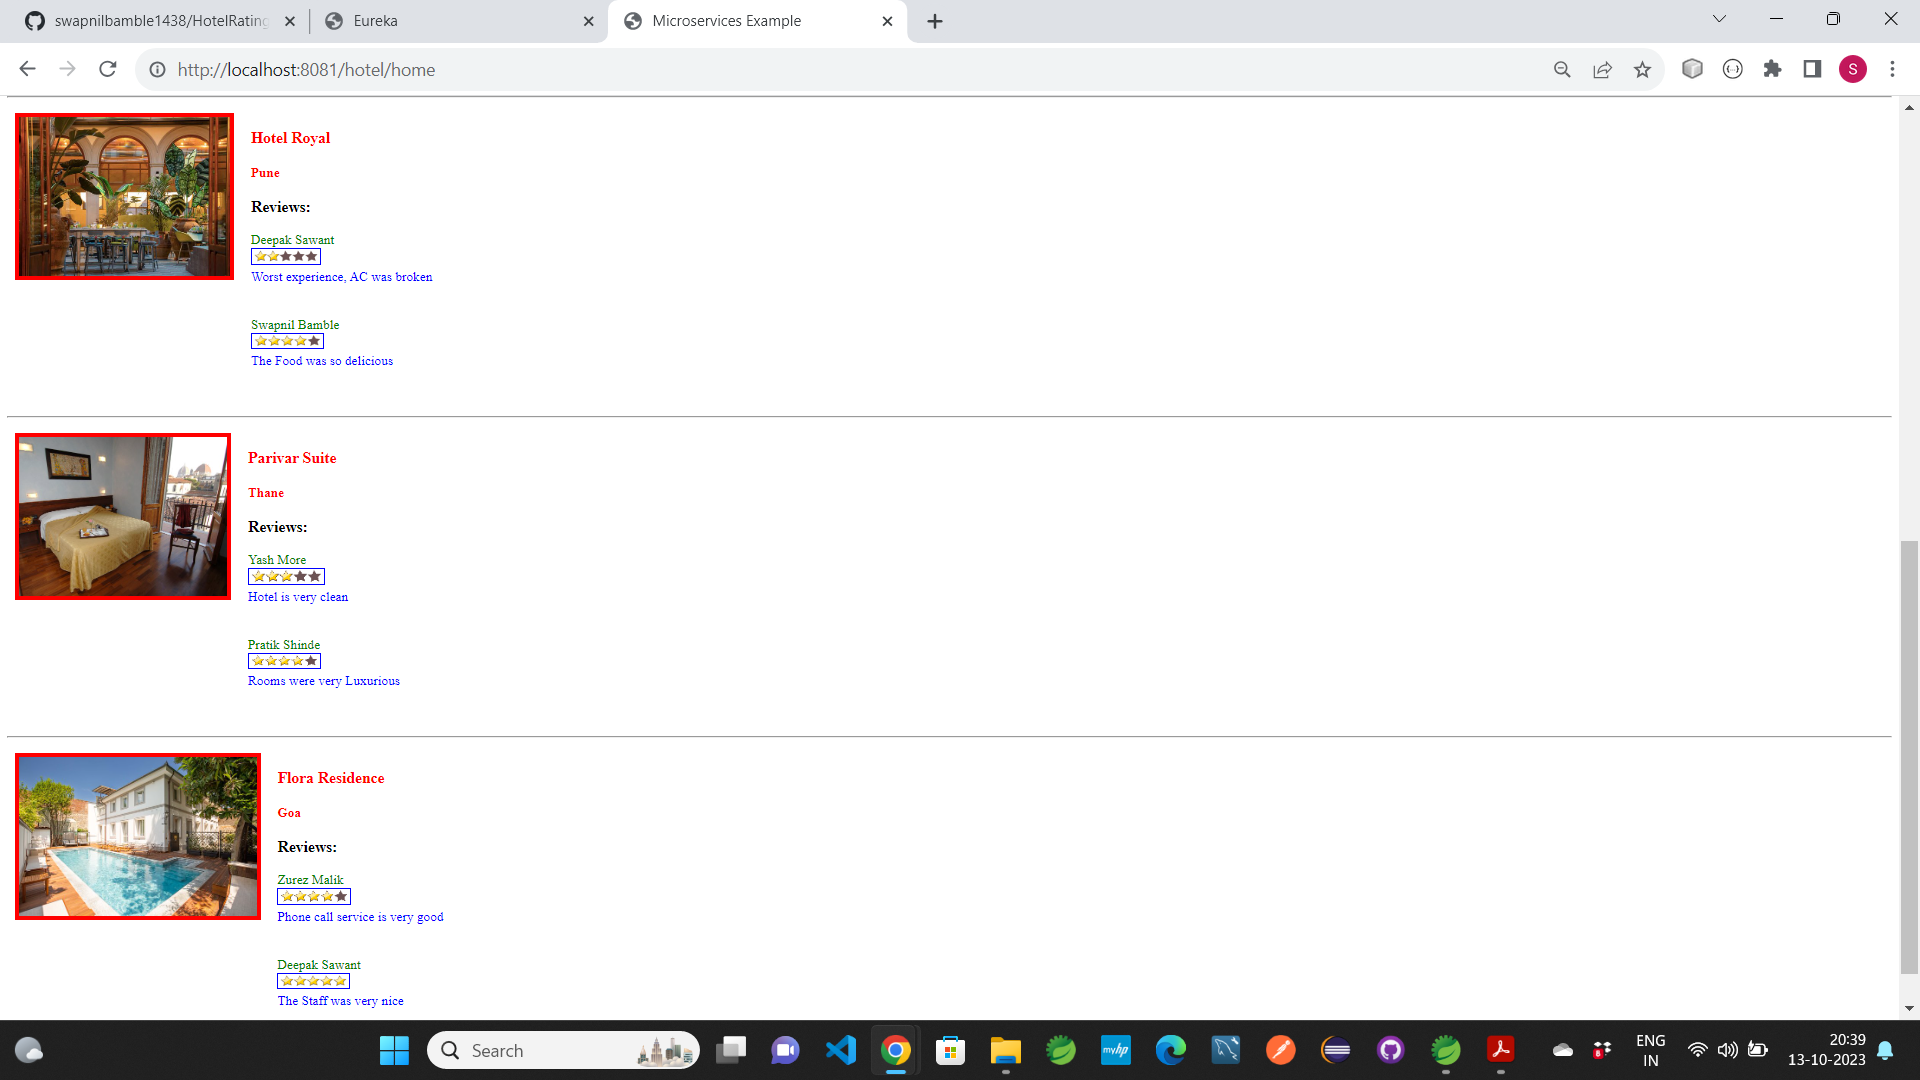 swapnilbamble1438/HotelRating
Eureka
Microservices Example
http://localhost:8081/hotel/home
S
Hotel Royal
Pune
Reviews:
Deepak Sawant
Worst experience, AC was broken
Swapnil Bamble
The Food was so delicious
Parivar Suite
Thane
Reviews:
Yash More
Hotel is very clean
Pratik Shinde
Rooms were very Luxurious
Flora Residence
Goa
Reviews:
Zurez Malik
Phone call service is very good
Deepak Sawant
The Staff was very nice
Search
myhp
8
ENG
IN
20:39
13-10-2023